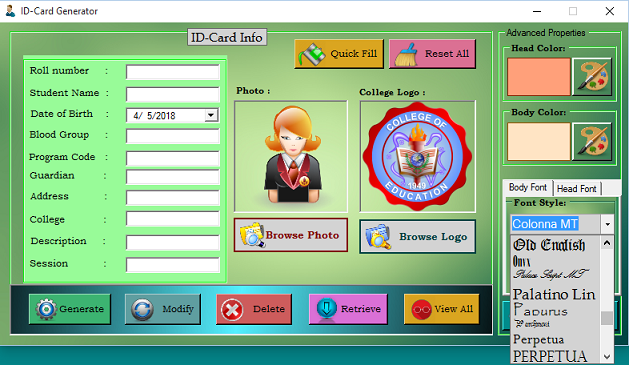 ID-Card Generator
ID-Card Info
Quick Fill
Reset All
Roll number :
Student Name :
Date of Birth : 4/ 5/2018
Blood Group :
Program Code :
Guardian :
Address :
College :
Description :
Session :
Photo :
College Logo :
COLLEGE OF
EDUCATION
1949
Browse Photo
Browse Logo
Generate
Modify
Delete
Retrieve
View All
Advanced Properties
Head Color:
Body Color:
Body Font
Head Font
Font Style:
Colonna MT
Old English
Onyx
Palace Script MT
Palatino Lin
Papyrus
Parchment
Perpetua
PERPETUA